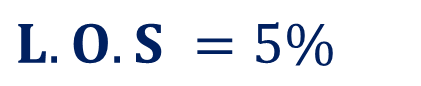 L. O. S = 5%